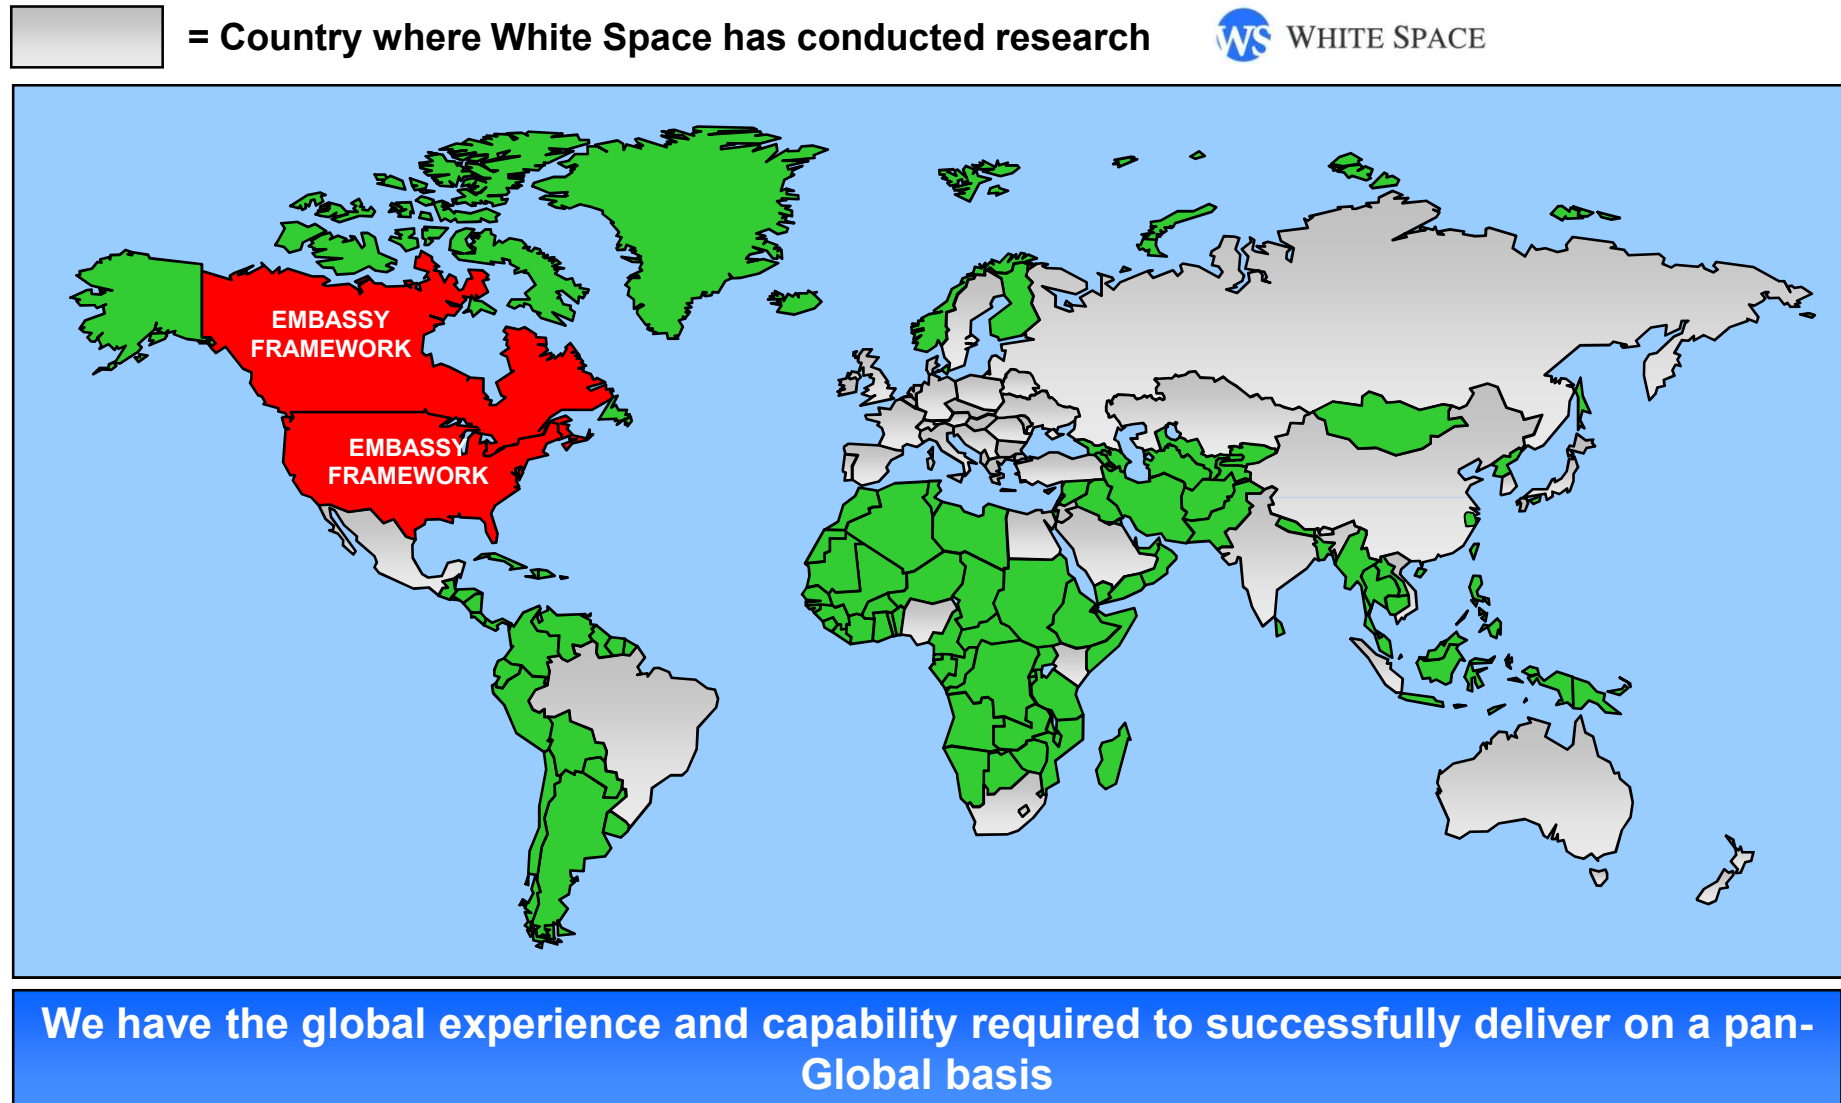 = Country where White Space has conducted research
WS WHITE SPACE
EMBASSY
FRAMEWORK
EMBASSY
FRAMEWORK
We have the global experience and capability required to successfully deliver on a pan-
Global basis